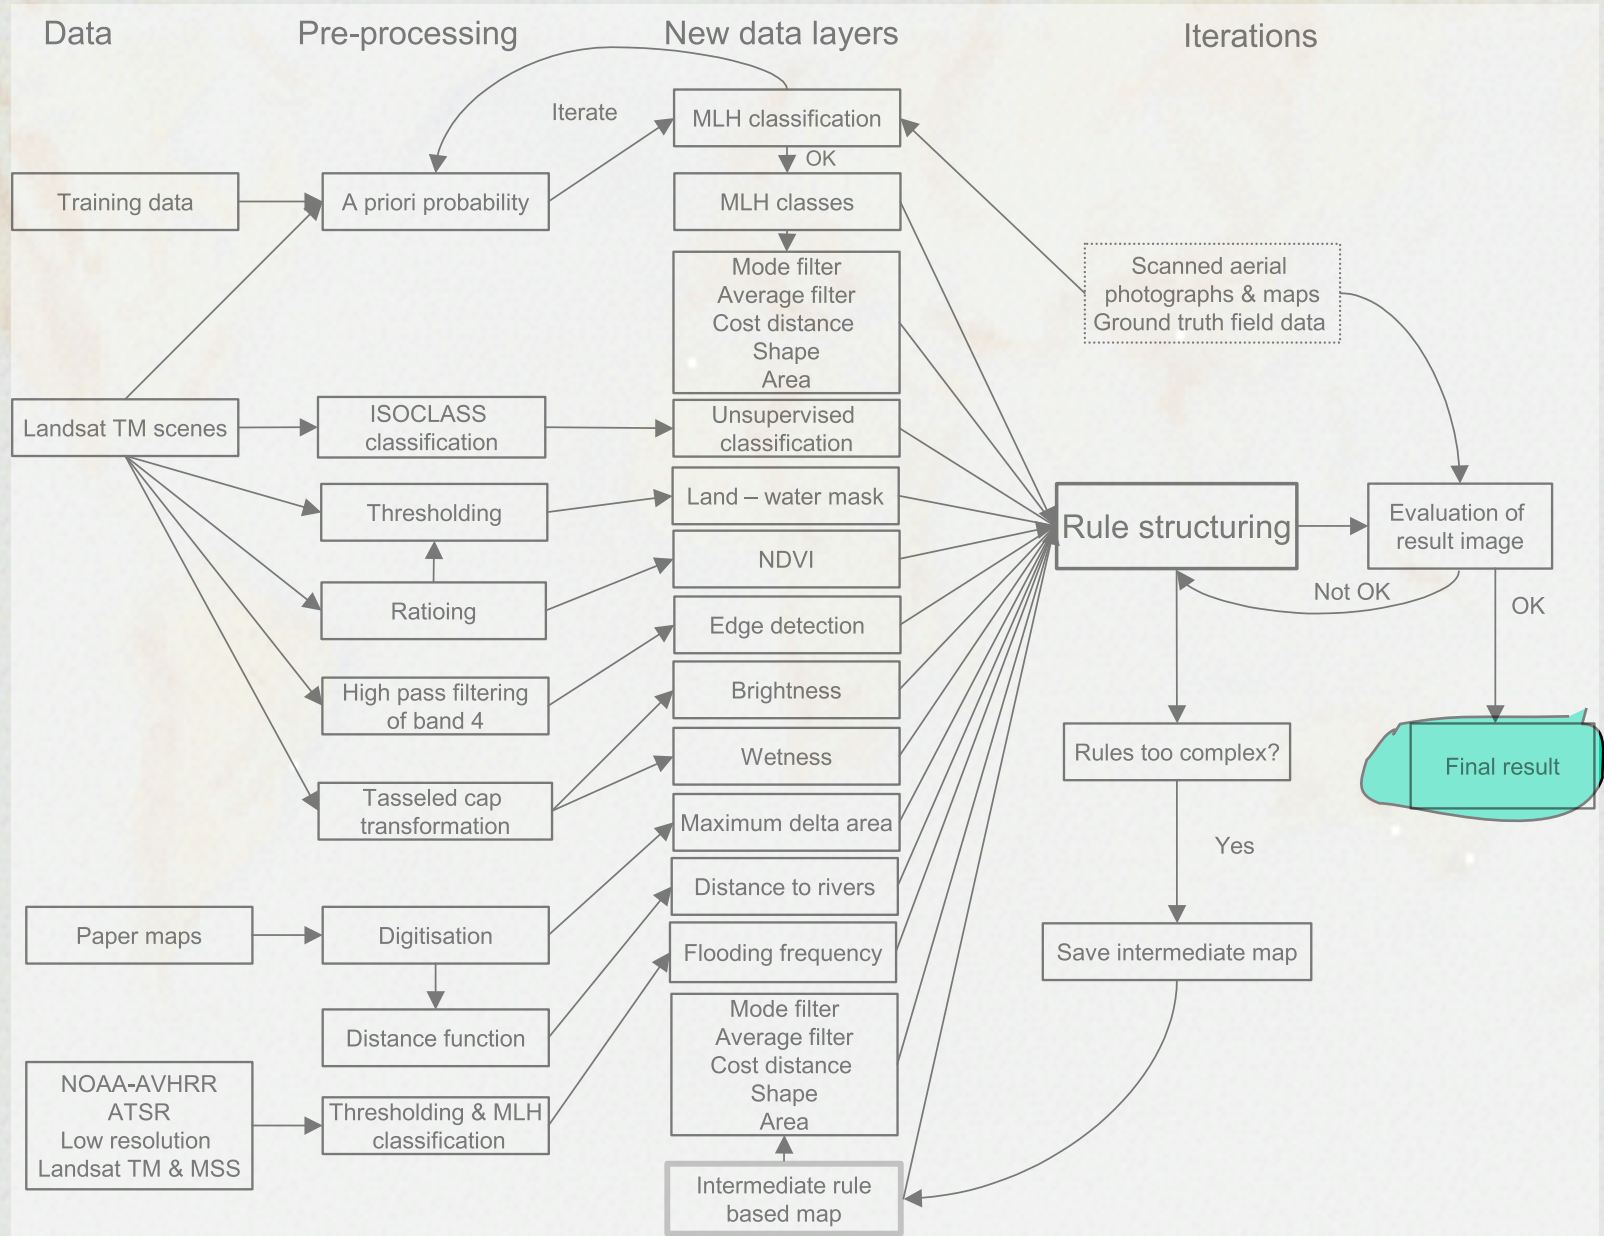 Data
Pre-processing
New data layers
Iterations
Iterate
MLH classification
OK
Training data
A priori probability
MLH classes
Mode filter
Average filter
Cost distance
Shape
Area
Scanned aerial
photographs & maps
Ground truth field data
Landsat TM scenes
ISOCLASS
classification
Unsupervised
classification
Thresholding
Land – water mask
Rule structuring
Evaluation of
result image
NDVI
Ratioing
Not OK
OK
Edge detection
High pass filtering
of band 4
Brightness
Wetness
Rules too complex?
Final result
Tasseled cap
transformation
Maximum delta area
Yes
Distance to rivers
Paper maps
Digitisation
Flooding frequency
Save intermediate map
Distance function
Mode filter
Average filter
Cost distance
Shape
Area
NOAA-AVHRR
ATSR
Low resolution
Landsat TM & MSS
Thresholding & MLH
classification
Intermediate rule
based map